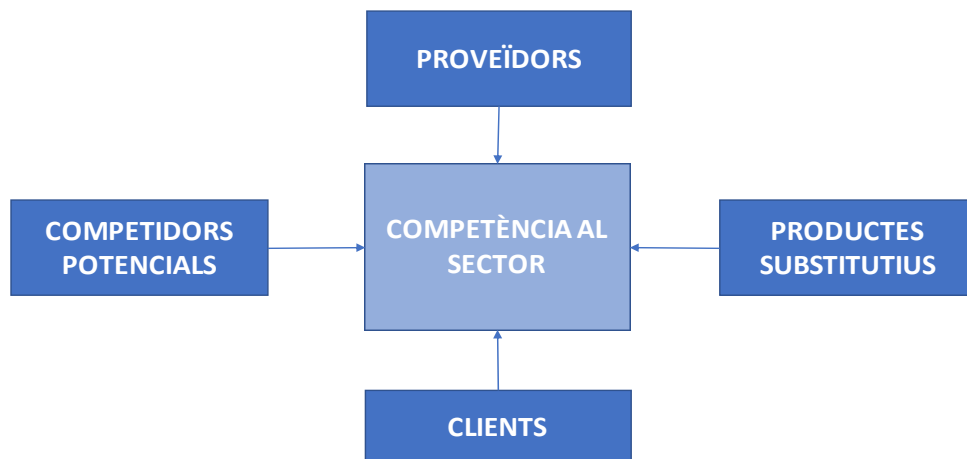 PROVEÏDORS
COMPETIDORS
POTENCIALS
COMPETÈNCIA AL
SECTOR
PRODUCTES
SUBSTITUTIUS
CLIENTS